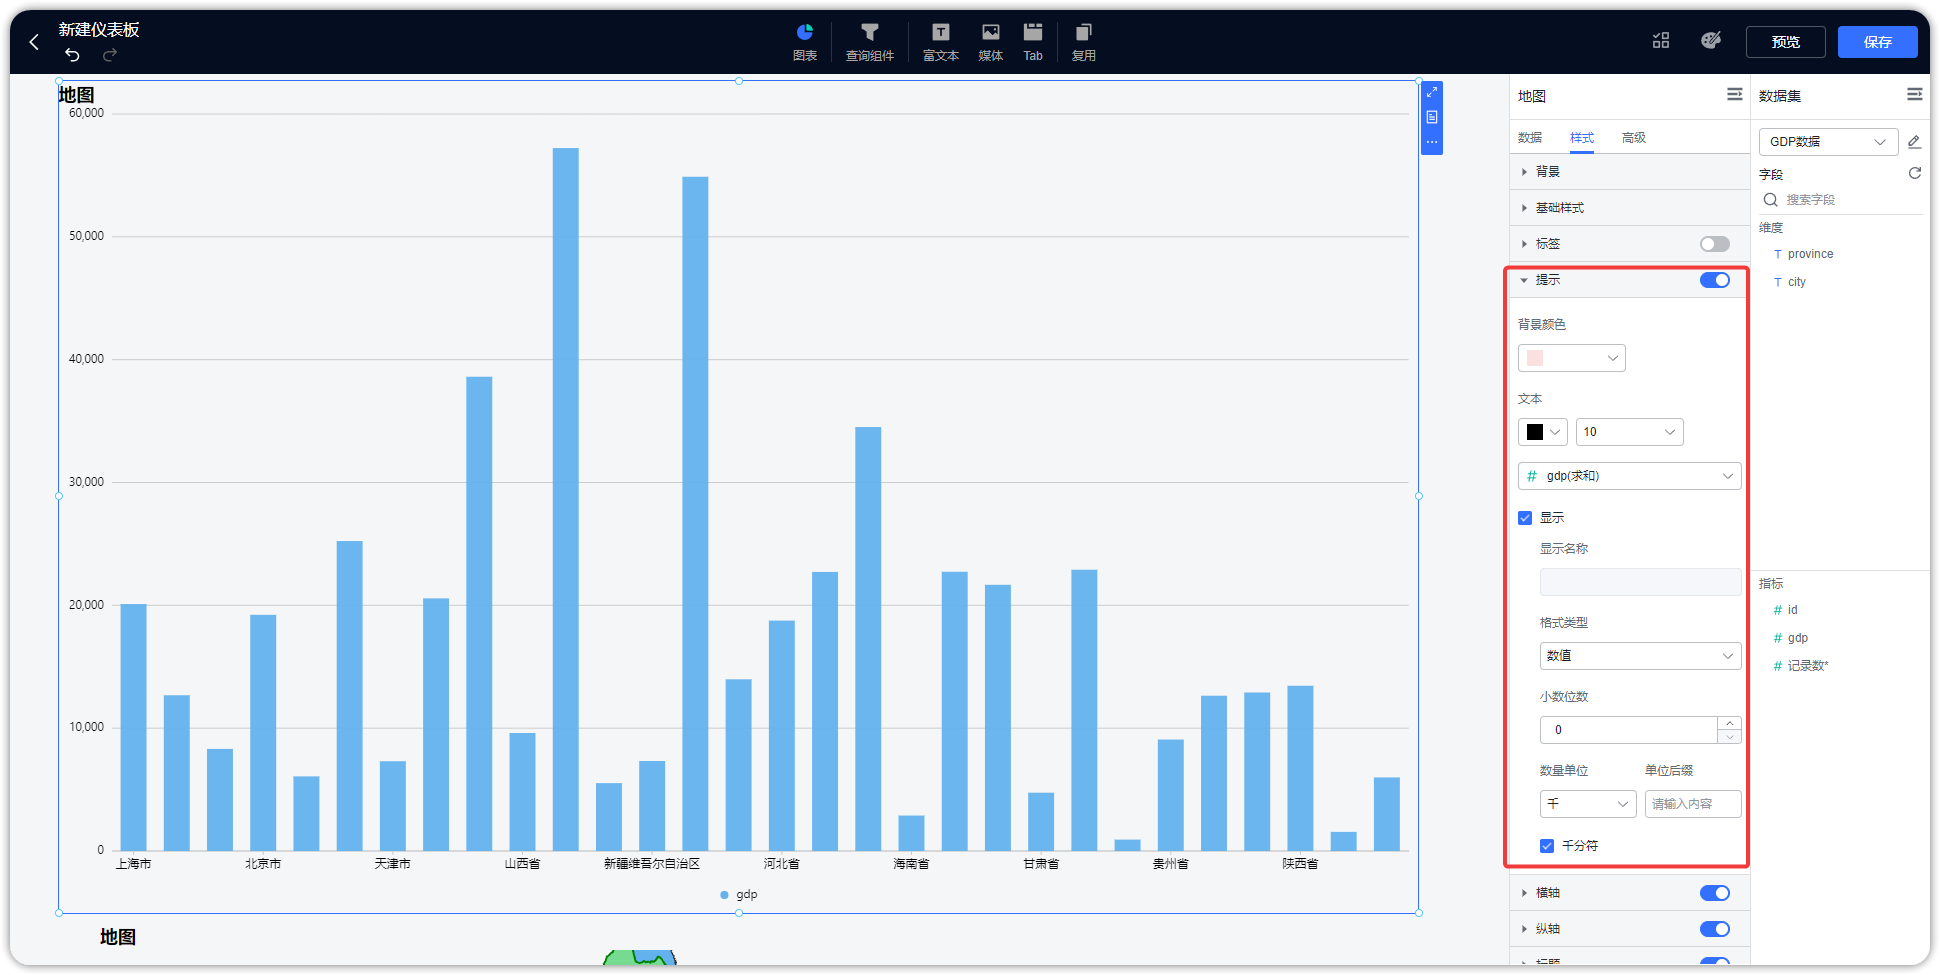 新建仪表板
图表
查询组件
富文本
媒体
Tab
复用
预览
保存
地图
60,000
50,000
40,000
30,000
20,000
10,000
0
上海市
北京市
天津市
山西省
新疆维吾尔自治区
河北省
海南省
甘肃省
贵州省
陕西省
gdp
地图
地图
数据
样式
高级
背景
基础样式
标签
提示
背景颜色
文本
10
# gdp(求和)
显示
显示名称
格式类型
数值
小数位数
0
数量单位
单位后缀
千
请输入内容
千分符
横轴
纵轴
标题
数据集
GDP数据
字段
搜索字段
维度
T province
T city
指标
# id
# gdp
# 记录数*